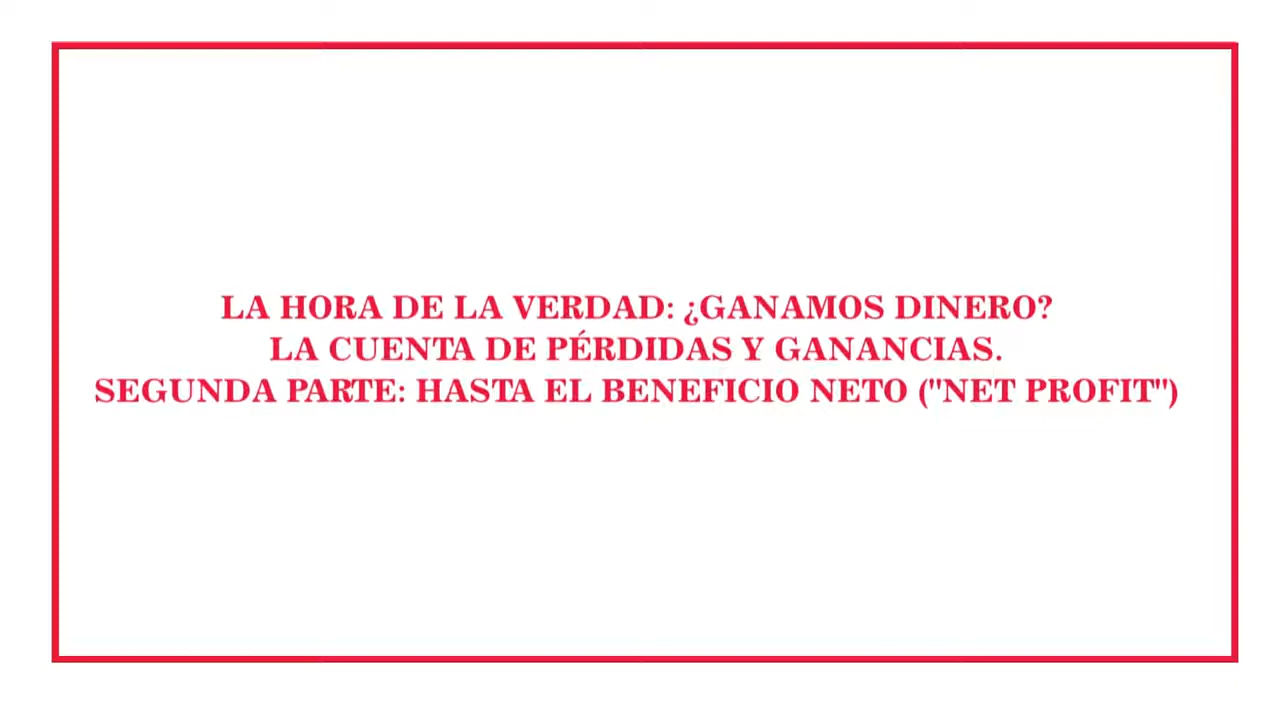 LA HORA DE LA VERDAD: ¿GANAMOS DINERO?
LA CUENTA DE PÉRDIDAS Y GANANCIAS.
SEGUNDA PARTE: HASTA EL BENEFICIO NETO ("NET PROFIT")